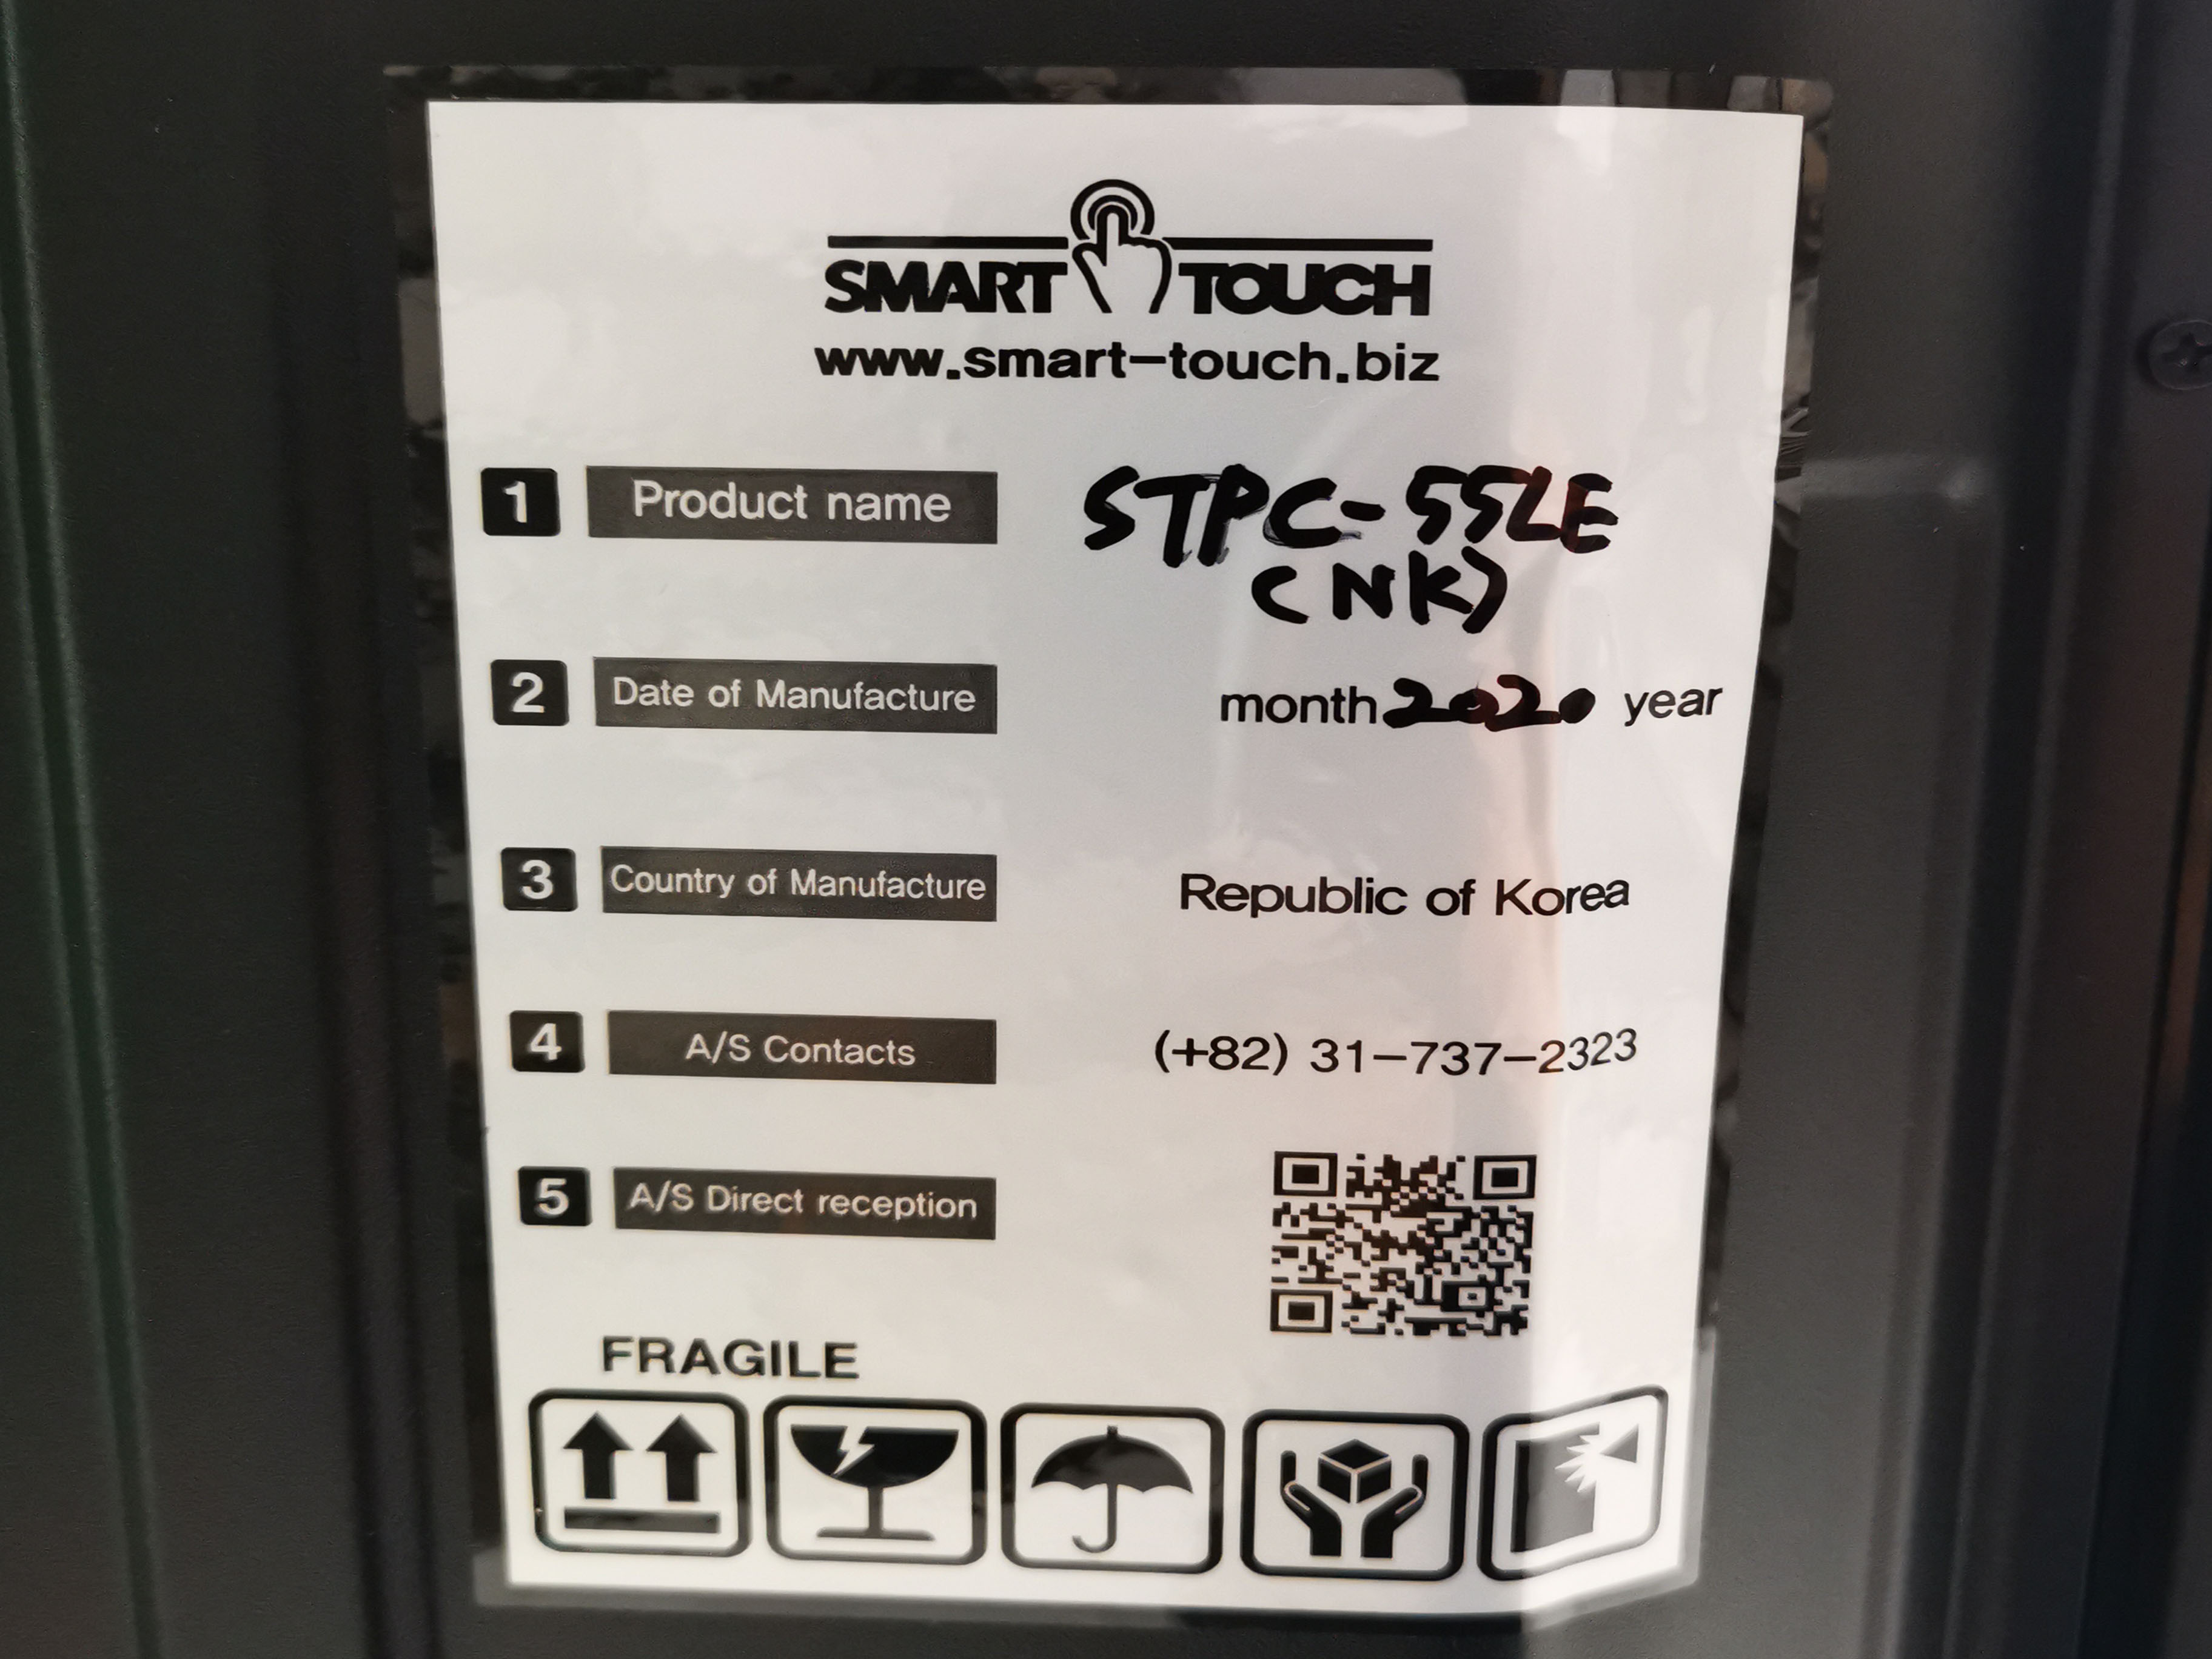 SMART TOUCH
www.smart-touch.biz
1 Product name STPC-55LE
(NK)
2 Date of Manufacture month 2020 year
3 Country of Manufacture Republic of Korea
4 A/S Contacts (+82) 31-737-2323
5 A/S Direct reception
FRAGILE